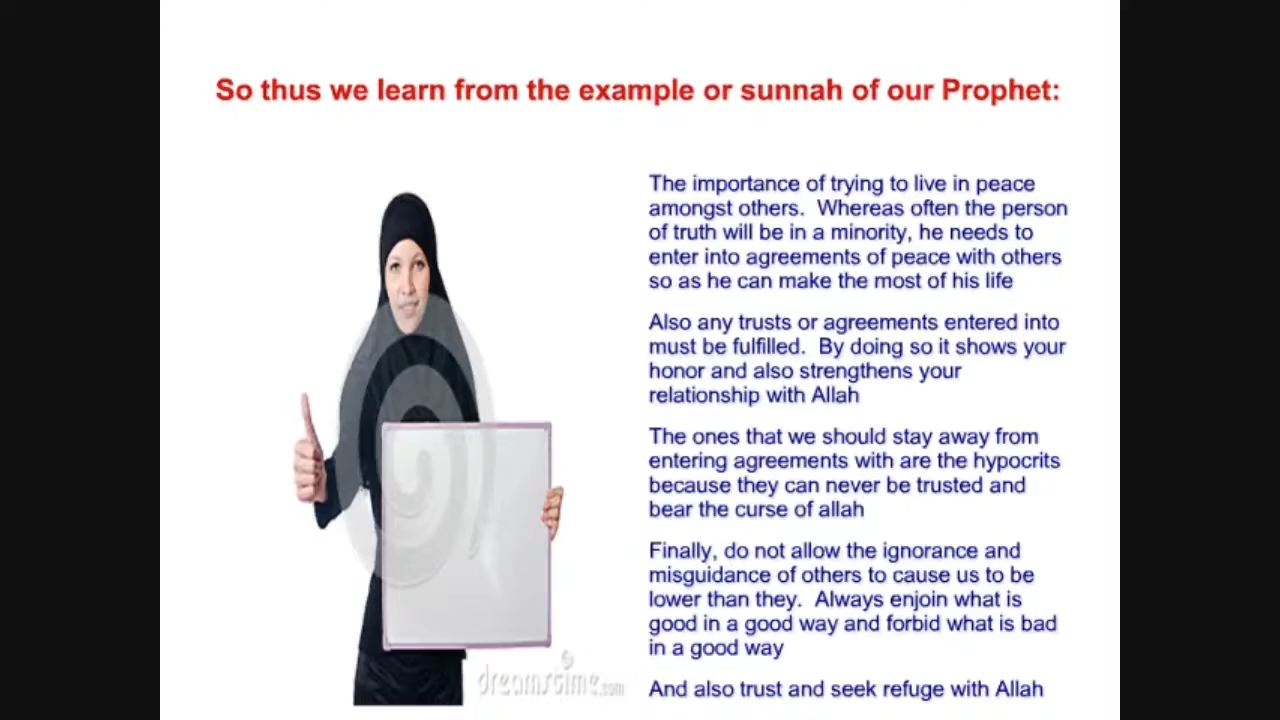 So thus we learn from the example or sunnah of our Prophet:
The importance of trying to live in peace
amongst others.  Whereas often the person
of truth will be in a minority, he needs to
enter into agreements of peace with others
so as he can make the most of his life
Also any trusts or agreements entered into
must be fulfilled.  By doing so it shows your
honor and also strengthens your
relationship with Allah
The ones that we should stay away from
entering agreements with are the hypocrits
because they can never be trusted and
bear the curse of allah
Finally, do not allow the ignorance and
misguidance of others to cause us to be
lower than they.  Always enjoin what is
good in a good way and forbid what is bad
in a good way
And also trust and seek refuge with Allah
dreamstime.com